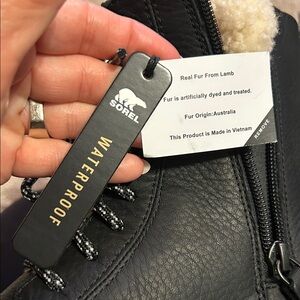 SOREL
WATERPROOF
Real Fur From Lamb
Fur is artificially dyed and treated.
Fur Origin:Australia
This Product is Made in Vietnam
REMOVE